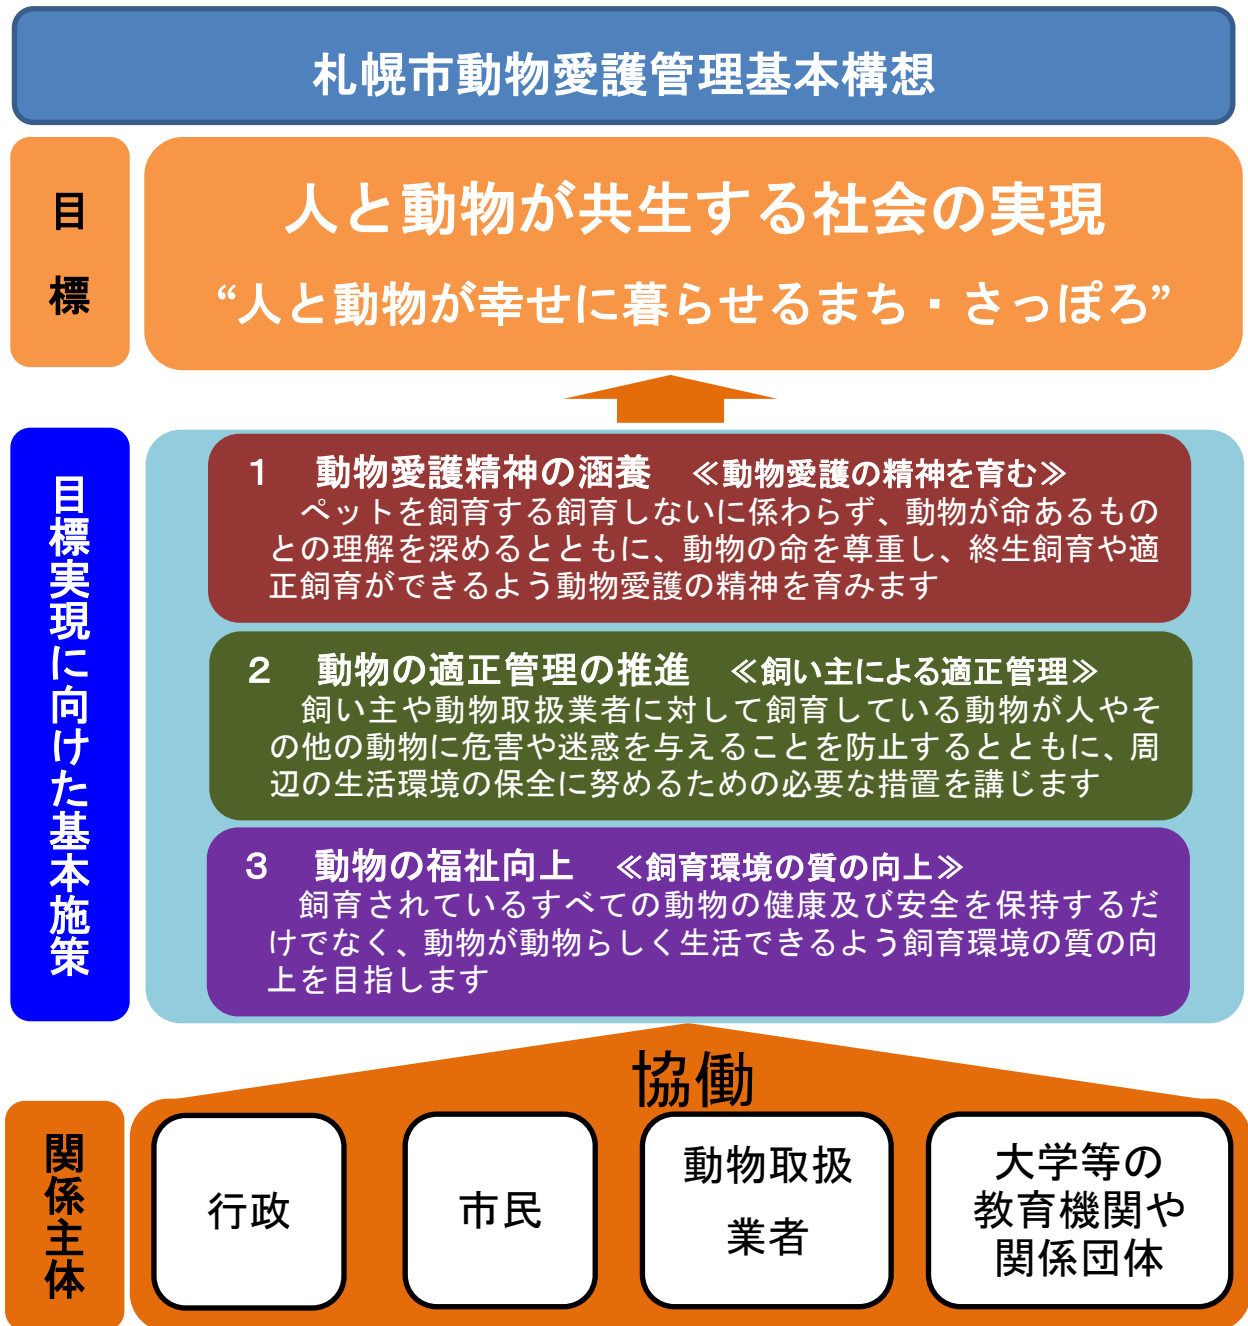 札幌市動物愛護管理基本構想
目標
人と動物が共生する社会の実現
“人と動物が幸せに暮らせるまち・さっぽろ”
目標実現に向けた基本施策
１　動物愛護精神の涵養　≪動物愛護の精神を育む≫
ペットを飼育する飼育しないに係わらず、動物が命あるもの
との理解を深めるとともに、動物の命を尊重し、終生飼育や適
正飼育ができるよう動物愛護の精神を育みます
２　動物の適正管理の推進　≪飼い主による適正管理≫
飼い主や動物取扱業者に対して飼育している動物が人やそ
の他の動物に危害や迷惑を与えることを防止するとともに、周
辺の生活環境の保全に努めるための必要な措置を講じます
３　動物の福祉向上　≪飼育環境の質の向上≫
飼育されているすべての動物の健康及び安全を保持するだ
けでなく、動物が動物らしく生活できるよう飼育環境の質の向
上を目指します
協働
関係主体
行政
市民
動物取扱
業者
大学等の
教育機関や
関係団体